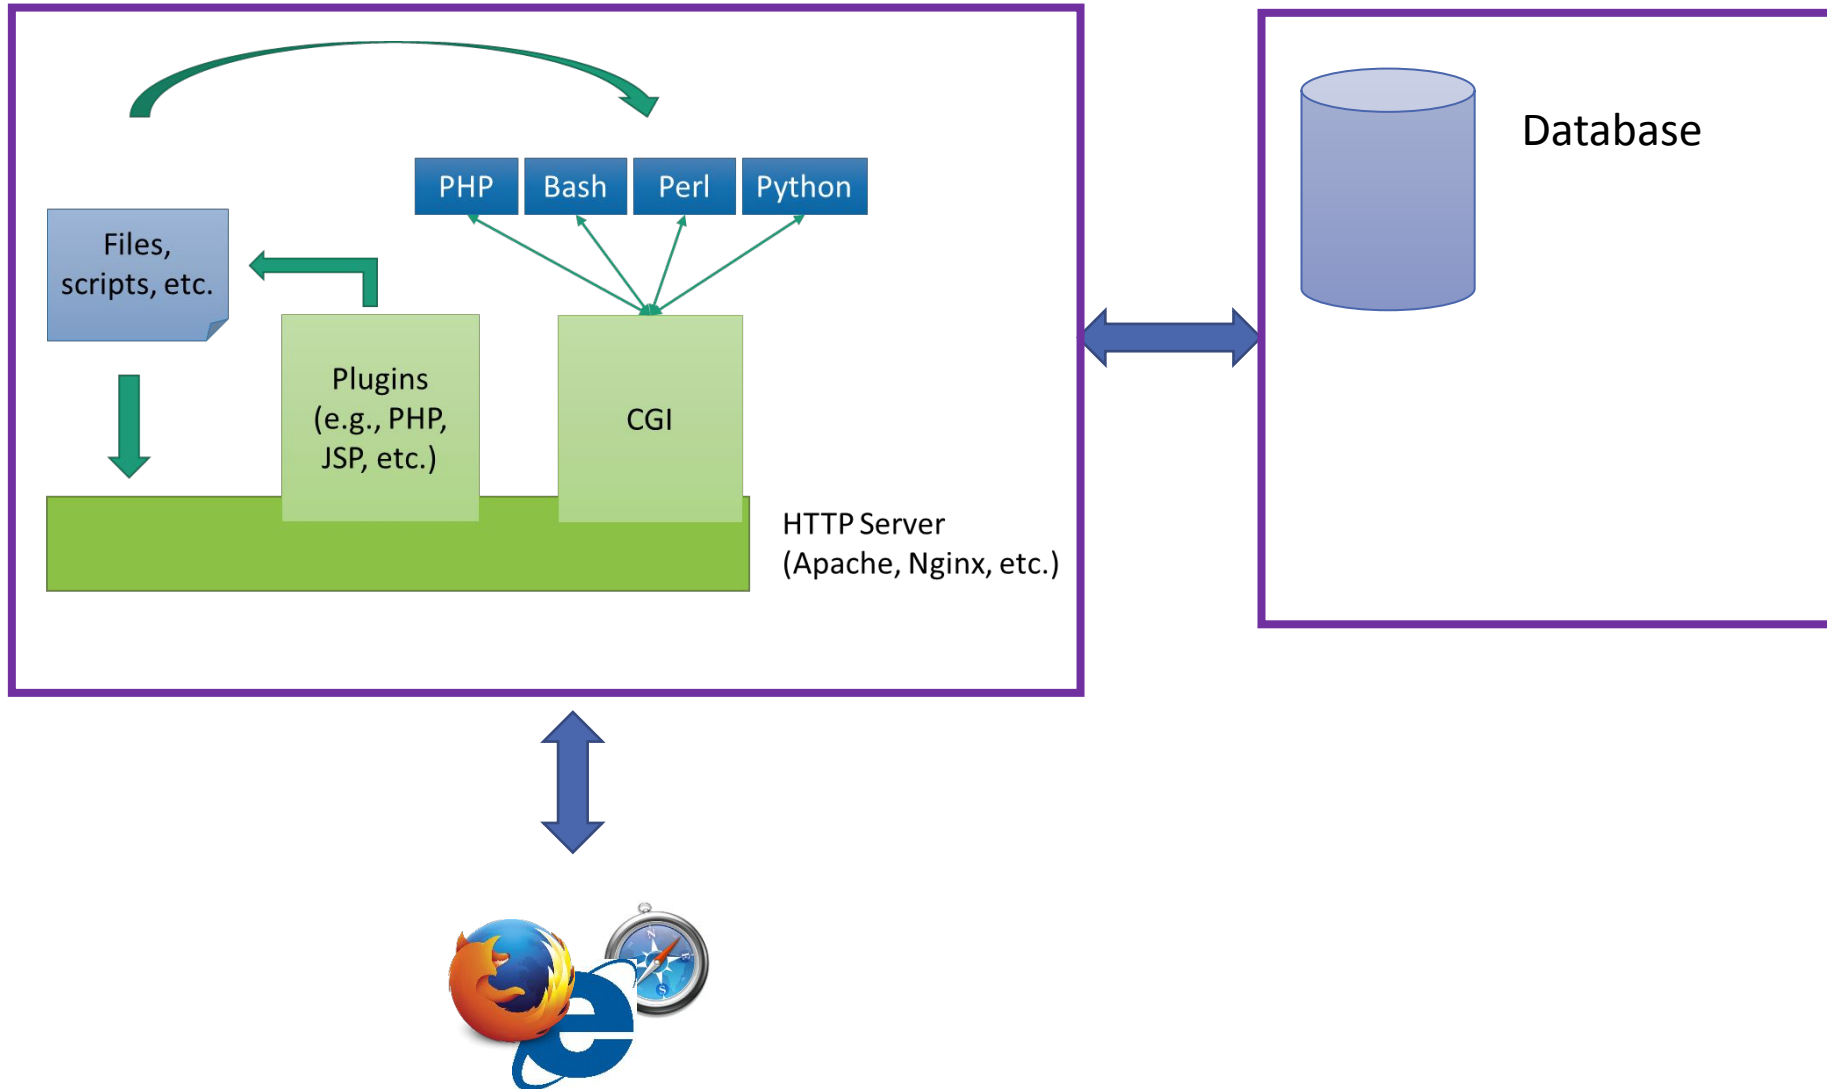 Database
PHP
Bash
Perl
Python
Files,
scripts, etc.
Plugins
(e.g., PHP,
JSP, etc.)
CGI
HTTP Server
(Apache, Nginx, etc.)